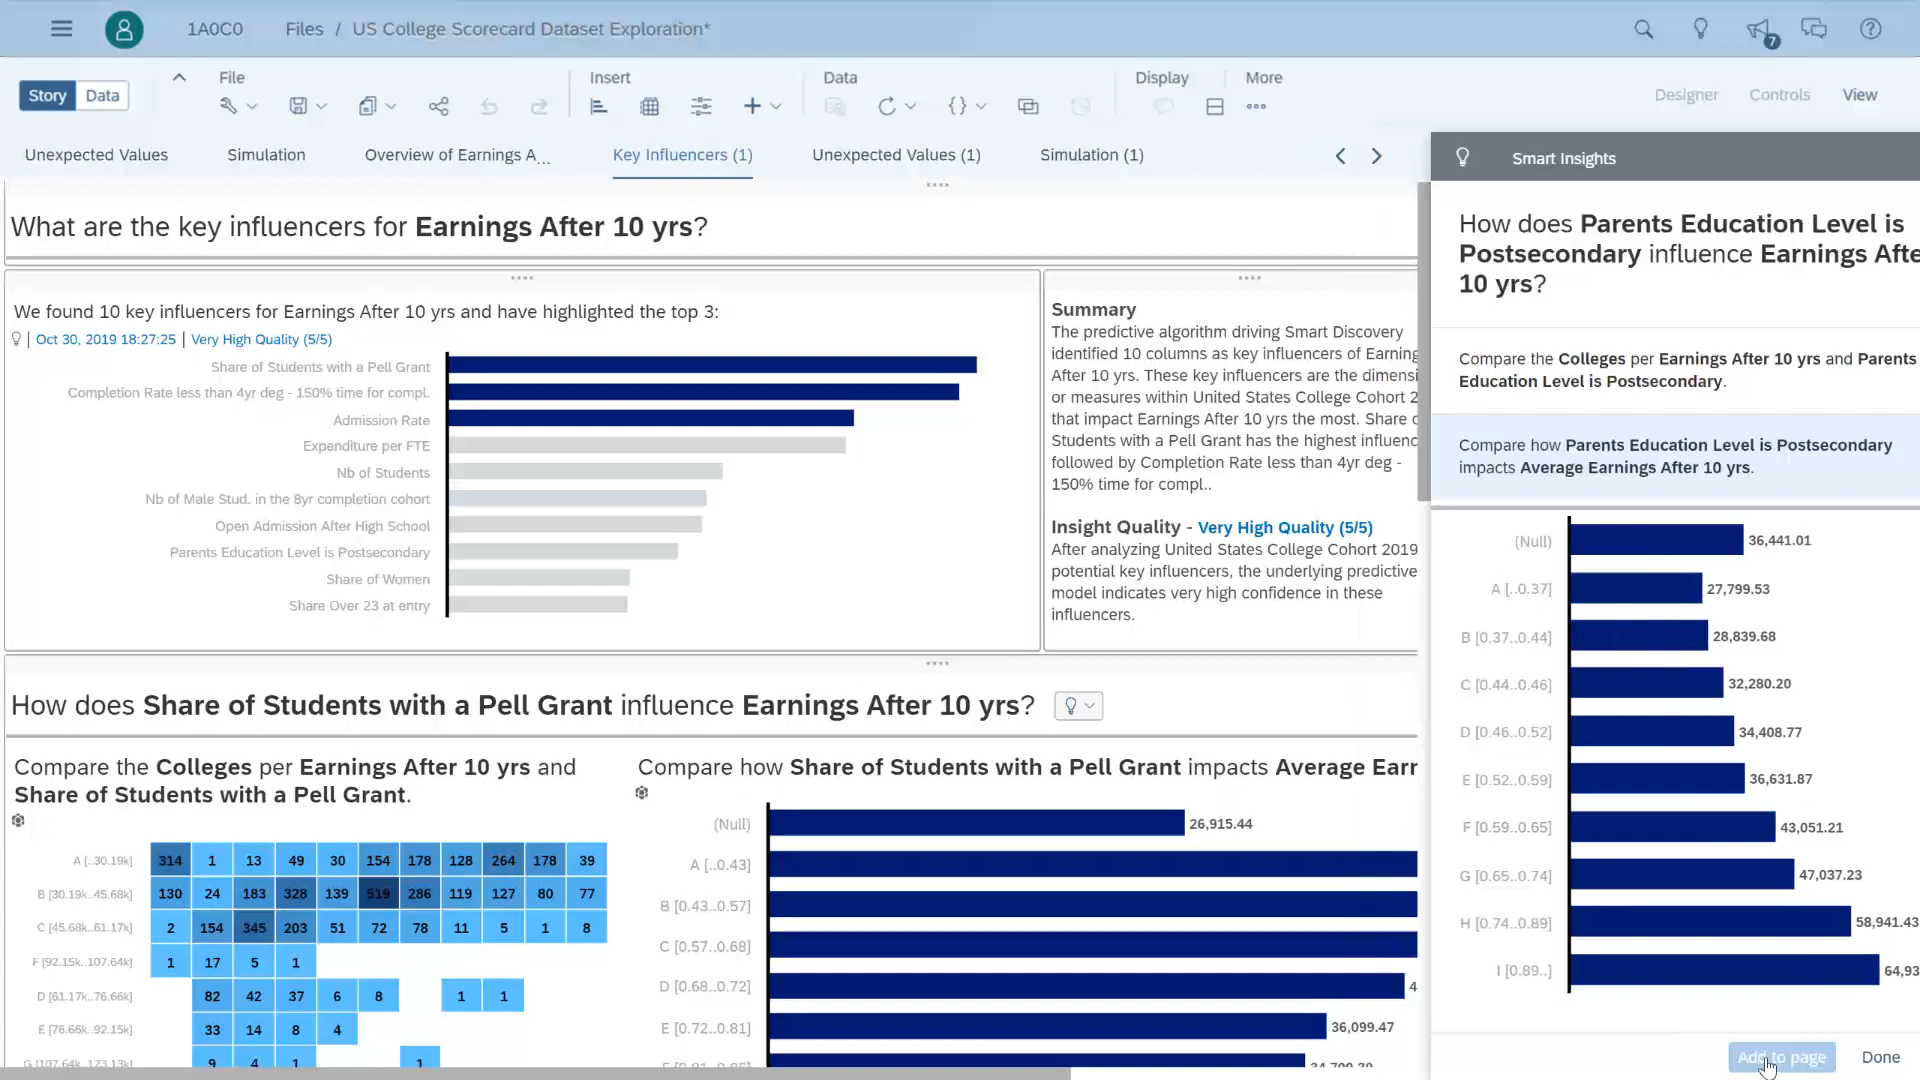 1A0C0
Files / US College Scorecard Dataset Exploration*
7
Story
Data
File
Insert
Data
Display
More
Designer
Controls
View
Unexpected Values
Simulation
Overview of Earnings A...
Key Influencers (1)
Unexpected Values (1)
Simulation (1)
What are the key influencers for Earnings After 10 yrs?
We found 10 key influencers for Earnings After 10 yrs and have highlighted the top 3:
Oct 30, 2019 18:27:25 | Very High Quality (5/5)
Share of Students with a Pell Grant
Completion Rate less than 4yr deg - 150% time for compl.
Admission Rate
Expenditure per FTE
Nb of Students
Nb of Male Stud. in the 8yr completion cohort
Open Admission After High School
Parents Education Level is Postsecondary
Share of Women
Share Over 23 at entry
Summary
The predictive algorithm driving Smart Discovery
identified 10 columns as key influencers of Earning
After 10 yrs. These key influencers are the dimensi
or measures within United States College Cohort 2
that impact Earnings After 10 yrs the most. Share o
Students with a Pell Grant has the highest influenc
followed by Completion Rate less than 4yr deg -
150% time for compl..
Insight Quality - Very High Quality (5/5)
After analyzing United States College Cohort 2019
potential key influencers, the underlying predictive
model indicates very high confidence in these
influencers.
How does Share of Students with a Pell Grant influence Earnings After 10 yrs?
Compare the Colleges per Earnings After 10 yrs and
Share of Students with a Pell Grant.
A [..30.19k] 314 1 13 49 30 154 178 128 264 178 39
B [30.19k..45.68k] 130 24 183 328 139 519 286 119 127 80 77
C [45.68k..61.17k] 2 154 345 203 51 72 78 11 5 1 8
F [92.15k..107.64k] 1 17 5 1
D [61.17k..76.66k] 82 42 37 6 8 1 1
E [76.66k..92.15k] 33 14 8 4
G [107.64k..123.13k] 9 4 1 1
Compare how Share of Students with a Pell Grant impacts Average Earr
(Null) 26,915.44
A [..0.43]
B [0.43..0.57]
C [0.57..0.68]
D [0.68..0.72] 4
E [0.72..0.81] 36,099.47
Smart Insights
How does Parents Education Level is
Postsecondary influence Earnings Afte
10 yrs?
Compare the Colleges per Earnings After 10 yrs and Parents
Education Level is Postsecondary.
Compare how Parents Education Level is Postsecondary
impacts Average Earnings After 10 yrs.
(Null) 36,441.01
A [..0.37] 27,799.53
B [0.37..0.44] 28,839.68
C [0.44..0.46] 32,280.20
D [0.46..0.52] 34,408.77
E [0.52..0.59] 36,631.87
F [0.59..0.65] 43,051.21
G [0.65..0.74] 47,037.23
H [0.74..0.89] 58,941.43
I [0.89..] 64,93
Add to page
Done